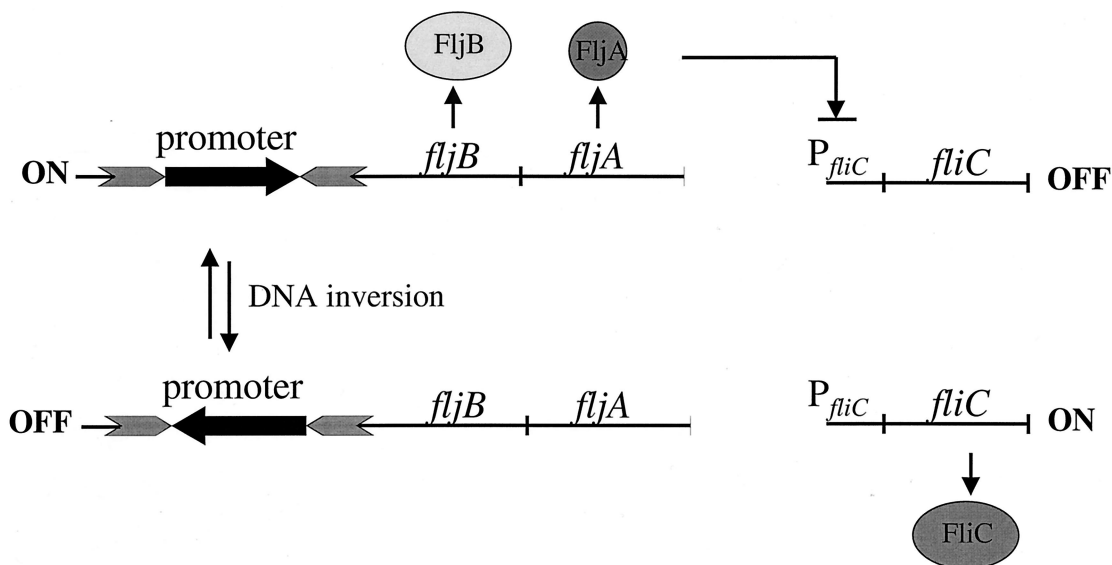 FljB FljA
promoter
ON fljB fljA P fliC fliC OFF
DNA inversion
promoter
OFF fljB fljA P fliC fliC ON
FliC